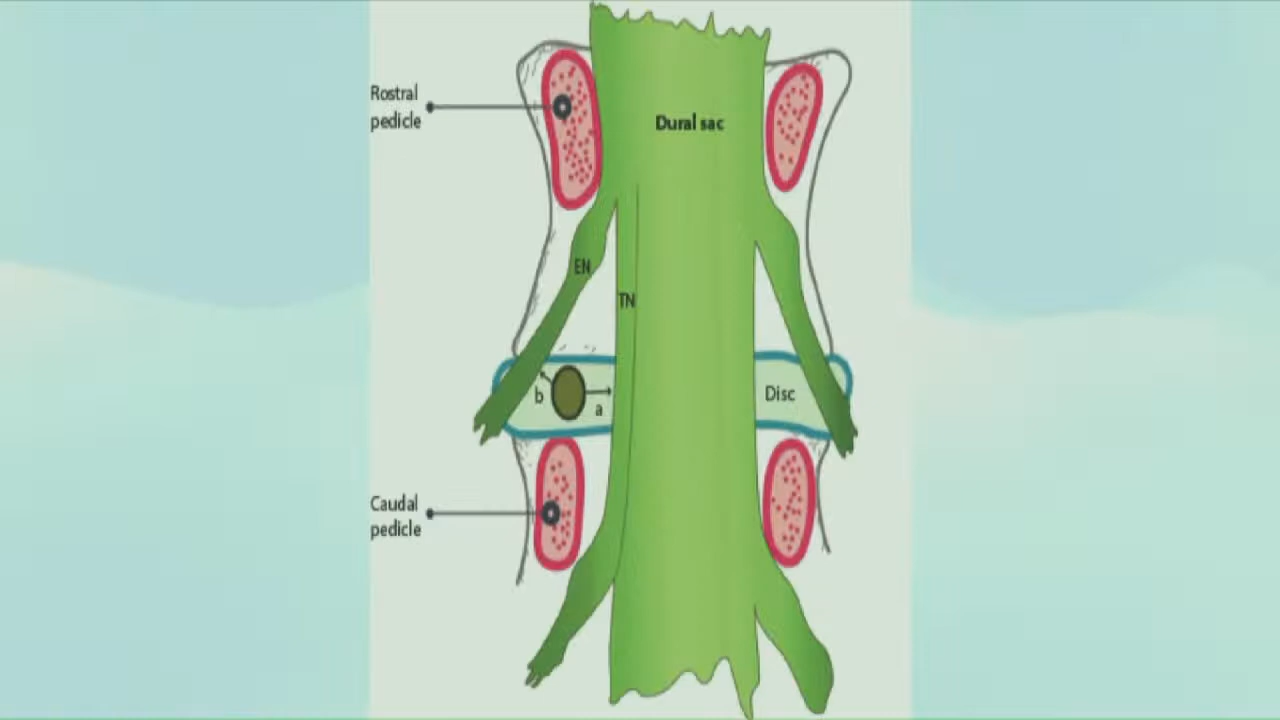 Rostral
pedicle
Dural sac
EN
TN
b
a
Disc
Caudal
pedicle